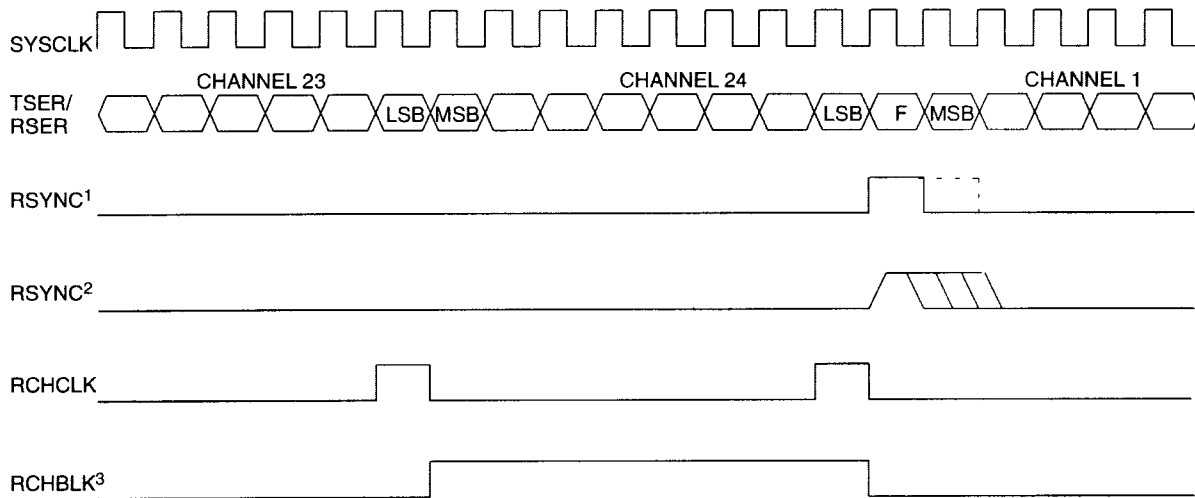 SYSCLK
CHANNEL 23 CHANNEL 24 CHANNEL 1
TSER/
RSER
LSB MSB LSB F MSB
RSYNC1
RSYNC2
RCHCLK
RCHBLK3